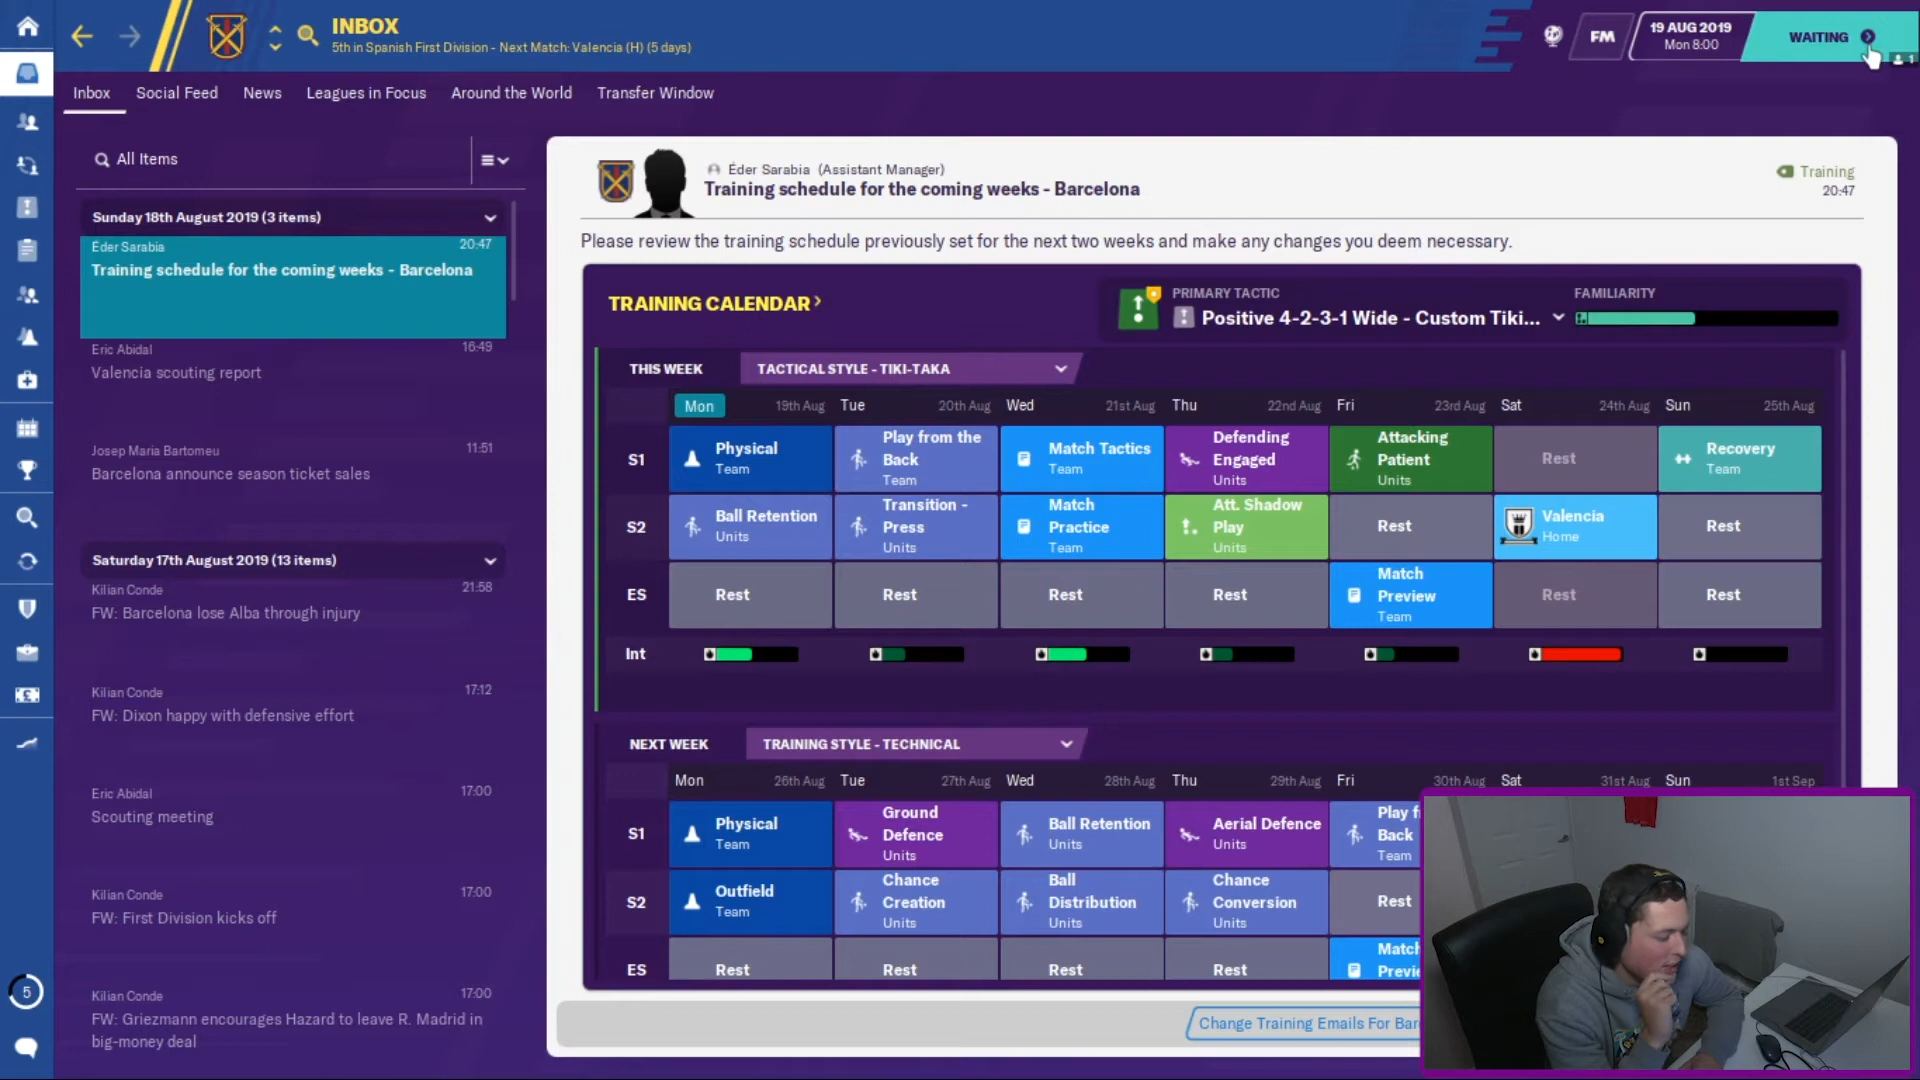 INBOX
5th in Spanish First Division - Next Match: Valencia (H) (5 days)
FM
19 AUG 2019
Mon 8:00
WAITING
1
Inbox
Social Feed
News
Leagues in Focus
Around the World
Transfer Window
All Items
Sunday 18th August 2019 (3 items)
Éder Sarabia
20:47
Training schedule for the coming weeks - Barcelona
Eric Abidal
16:49
Valencia scouting report
Josep Maria Bartomeu
11:51
Barcelona announce season ticket sales
Saturday 17th August 2019 (13 items)
Kilian Conde
21:58
FW: Barcelona lose Alba through injury
Kilian Conde
17:12
FW: Dixon happy with defensive effort
Eric Abidal
17:00
Scouting meeting
Kilian Conde
17:00
FW: First Division kicks off
Kilian Conde
17:00
FW: Griezmann encourages Hazard to leave R. Madrid in
big-money deal
5
Éder Sarabia (Assistant Manager)
Training schedule for the coming weeks - Barcelona
Training
20:47
Please review the training schedule previously set for the next two weeks and make any changes you deem necessary.
TRAINING CALENDAR
PRIMARY TACTIC
Positive 4-2-3-1 Wide - Custom Tiki...
FAMILIARITY
THIS WEEK
TACTICAL STYLE - TIKI-TAKA
Mon 19th Aug Tue 20th Aug Wed 21st Aug Thu 22nd Aug Fri 23rd Aug Sat 24th Aug Sun 25th Aug
S1
Physical
Team
Play from the
Back
Team
Match Tactics
Team
Defending
Engaged
Units
Attacking
Patient
Units
Rest
Recovery
Team
S2
Ball Retention
Units
Transition -
Press
Units
Match
Practice
Team
Att. Shadow
Play
Units
Rest
Valencia
Home
Rest
ES
Rest
Rest
Rest
Rest
Match
Preview
Team
Rest
Rest
Int
NEXT WEEK
TRAINING STYLE - TECHNICAL
Mon 26th Aug Tue 27th Aug Wed 28th Aug Thu 29th Aug Fri 30th Aug Sat 31st Aug Sun 1st Sep
S1
Physical
Team
Ground
Defence
Units
Ball Retention
Units
Aerial Defence
Units
Play f
Back
Team
S2
Outfield
Team
Chance
Creation
Units
Ball
Distribution
Units
Chance
Conversion
Units
Rest
ES
Rest
Rest
Rest
Rest
Match
Previe
Change Training Emails For Bar